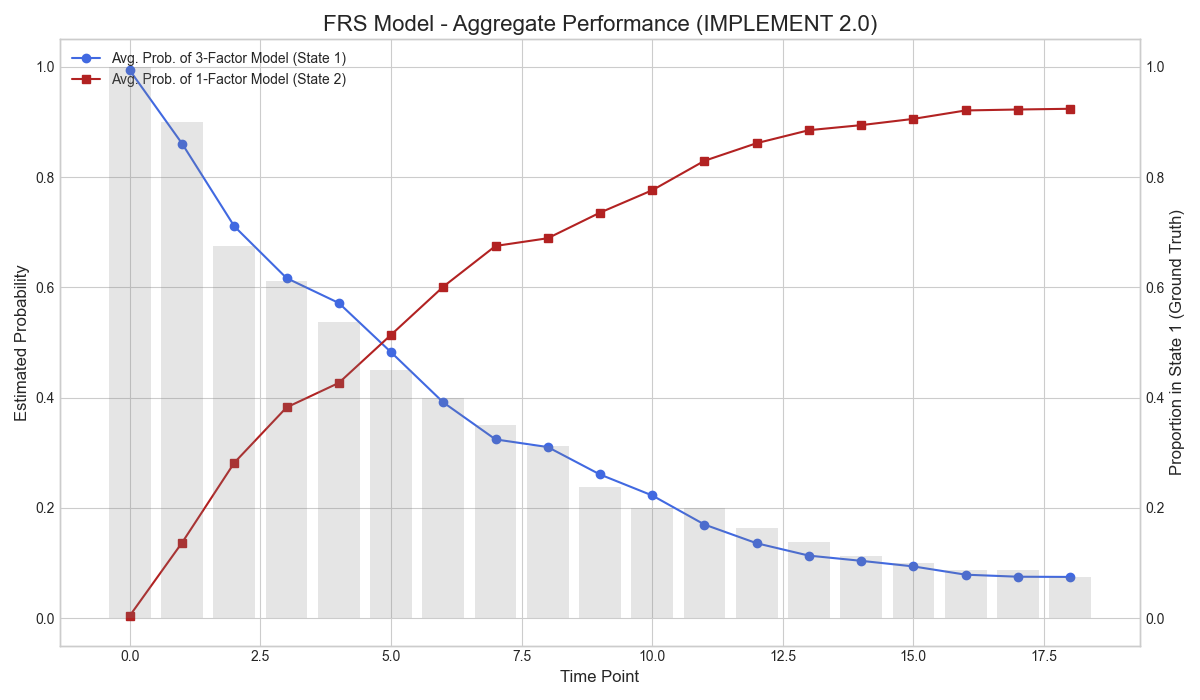 FRS Model - Aggregate Performance (IMPLEMENT 2.0)
Avg. Prob. of 3-Factor Model (State 1)
Avg. Prob. of 1-Factor Model (State 2)
Estimated Probability
1.0
0.8
0.6
0.4
0.2
0.0
1.0
0.8
0.6
0.4
0.2
0.0
Proportion in State 1 (Ground Truth)
0.0 2.5 5.0 7.5 10.0 12.5 15.0 17.5
Time Point